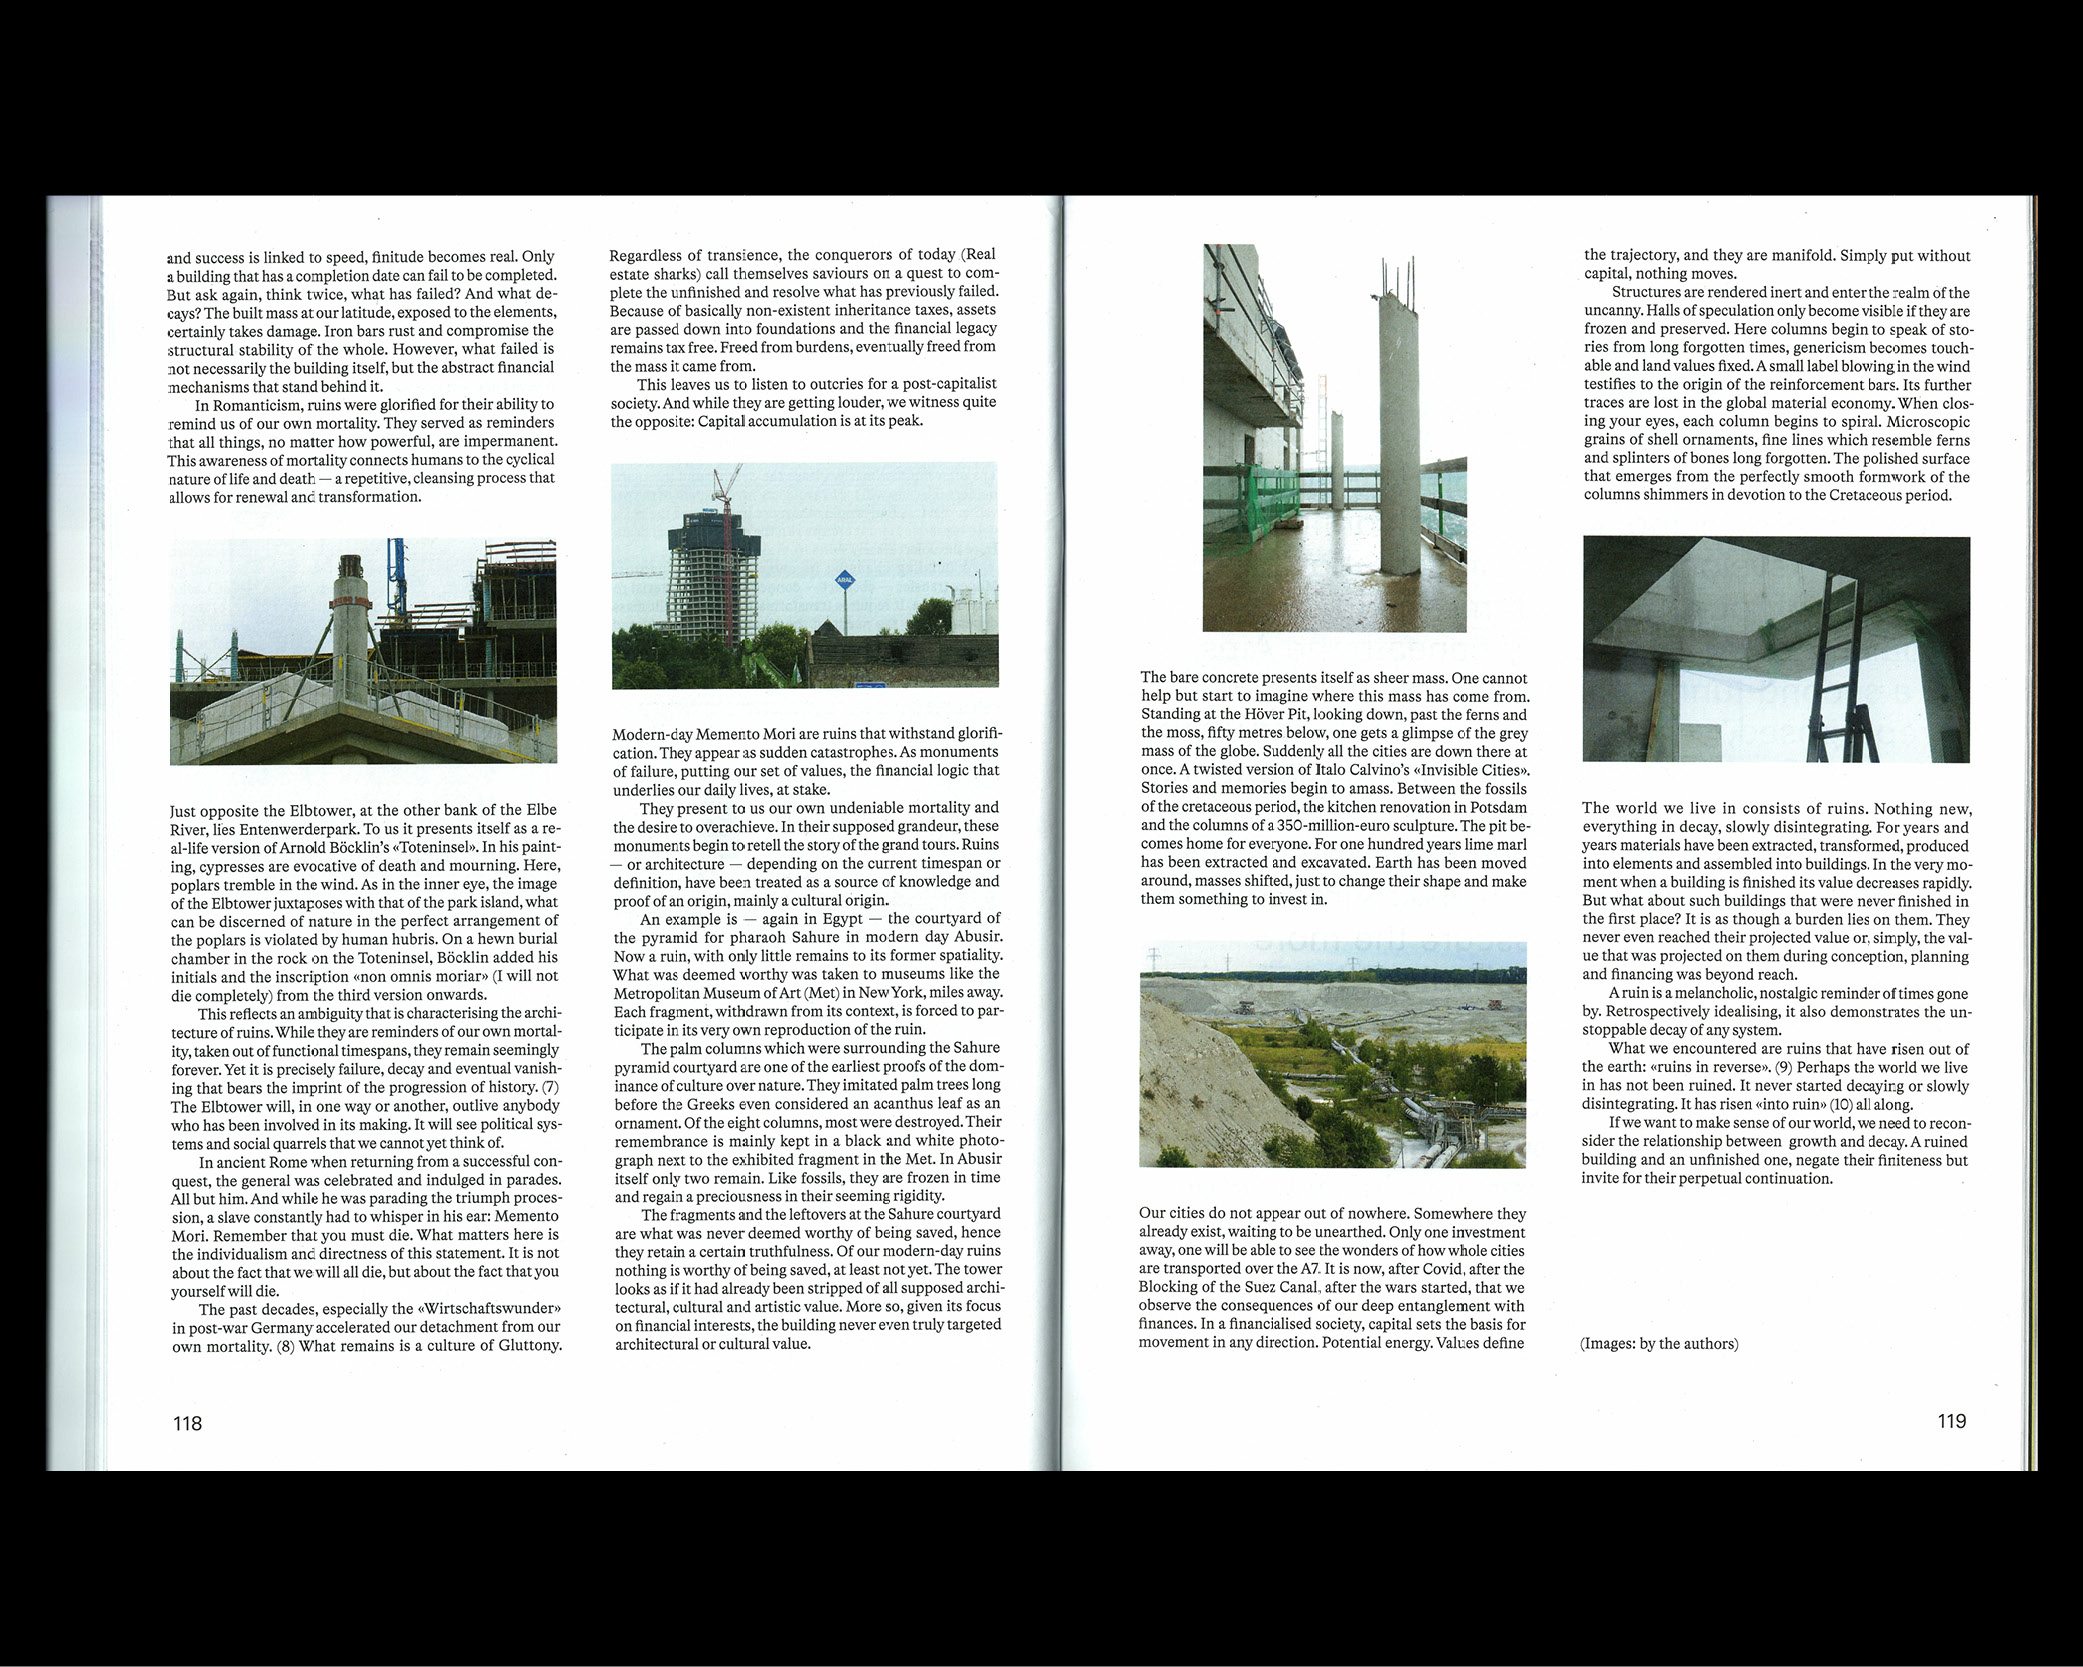 and success is linked to speed, finitude becomes real. Only
a building that has a completion date can fail to be completed.
But ask again, think twice, what has failed? And what de-
cays? The built mass at our latitude, exposed to the elements,
certainly takes damage. Iron bars rust and compromise the
structural stability of the whole. However, what failed is
not necessarily the building itself, but the abstract financial
mechanisms that stand behind it.
In Romanticism, ruins were glorified for their ability to
remind us of our own mortality. They served as reminders
that all things, no matter how powerful, are impermanent.
This awareness of mortality connects humans to the cyclical
nature of life and death — a repetitive, cleansing process that
allows for renewal and transformation.
Just opposite the Elbtower, at the other bank of the Elbe
River, lies Entenwerderpark. To us it presents itself as a re-
al-life version of Arnold Böcklin's «Toteninsel». In his paint-
ing, cypresses are evocative of death and mourning. Here,
poplars tremble in the wind. As in the inner eye, the image
of the Elbtower juxtaposes with that of the park island, what
can be discerned of nature in the perfect arrangement of
the poplars is violated by human hubris. On a hewn burial
chamber in the rock on the Toteninsel, Böcklin added his
initials and the inscription «non omnis moriar» (I will not
die completely) from the third version onwards.
This reflects an ambiguity that is characterising the archi-
tecture of ruins. While they are reminders of our own mortal-
ity, taken out of functional timespans, they remain seemingly
forever. Yet it is precisely failure, decay and eventual vanish-
ing that bears the imprint of the progression of history. (7)
The Elbtower will, in one way or another, outlive anybody
who has been involved in its making. It will see political sys-
tems and social quarrels that we cannot yet think of.
In ancient Rome when returning from a successful con-
quest, the general was celebrated and indulged in parades.
All but him. And while he was parading the triumph proces-
sion, a slave constantly had to whisper in his ear: Memento
Mori. Remember that you must die. What matters here is
the individualism and directness of this statement. It is not
about the fact that we will all die, but about the fact that you
yourself will die.
The past decades, especially the «Wirtschaftswunder»
in post-war Germany accelerated our detachment from our
own mortality. (8) What remains is a culture of Gluttony.
118
Regardless of transience, the conquerors of today (Real
estate sharks) call themselves saviours on a quest to com-
plete the unfinished and resolve what has previously failed.
Because of basically non-existent inheritance taxes, assets
are passed down into foundations and the financial legacy
remains tax free. Freed from burdens, eventually freed from
the mass it came from.
This leaves us to listen to outcries for a post-capitalist
society. And while they are getting louder, we witness quite
the opposite: Capital accumulation is at its peak.
ARAL
Modern-day Memento Mori are ruins that withstand glorifi-
cation. They appear as sudden catastrophes. As monuments
of failure, putting our set of values, the financial logic that
underlies our daily lives, at stake.
They present to us our own undeniable mortality and
the desire to overachieve. In their supposed grandeur, these
monuments begin to retell the story of the grand tours. Ruins
— or architecture — depending on the current timespan or
definition, have been treated as a source of knowledge and
proof of an origin, mainly a cultural origin.
An example is — again in Egypt — the courtyard of
the pyramid for pharaoh Sahure in modern day Abusir.
Now a ruin, with only little remains to its former spatiality.
What was deemed worthy was taken to museums like the
Metropolitan Museum of Art (Met) in New York, miles away.
Each fragment, withdrawn from its context, is forced to par-
ticipate in its very own reproduction of the ruin.
The palm columns which were surrounding the Sahure
pyramid courtyard are one of the earliest proofs of the dom-
inance of culture over nature. They imitated palm trees long
before the Greeks even considered an acanthus leaf as an
ornament. Of the eight columns, most were destroyed. Their
remembrance is mainly kept in a black and white photo-
graph next to the exhibited fragment in the Met. In Abusir
itself only two remain. Like fossils, they are frozen in time
and regain a preciousness in their seeming rigidity.
The fragments and the leftovers at the Sahure courtyard
are what was never deemed worthy of being saved, hence
they retain a certain truthfulness. Of our modern-day ruins
nothing is worthy of being saved, at least not yet. The tower
looks as if it had already been stripped of all supposed archi-
tectural, cultural and artistic value. More so, given its focus
on financial interests, the building never even truly targeted
architectural or cultural value.
The bare concrete presents itself as sheer mass. One cannot
help but start to imagine where this mass has come from.
Standing at the Höver Pit, looking down, past the ferns and
the moss, fifty metres below, one gets a glimpse of the grey
mass of the globe. Suddenly all the cities are down there at
once. A twisted version of Italo Calvino's «Invisible Cities».
Stories and memories begin to amass. Between the fossils
of the cretaceous period, the kitchen renovation in Potsdam
and the columns of a 350-million-euro sculpture. The pit be-
comes home for everyone. For one hundred years lime marl
has been extracted and excavated. Earth has been moved
around, masses shifted, just to change their shape and make
them something to invest in.
Our cities do not appear out of nowhere. Somewhere they
already exist, waiting to be unearthed. Only one investment
away, one will be able to see the wonders of how whole cities
are transported over the A7. It is now, after Covid, after the
Blocking of the Suez Canal, after the wars started, that we
observe the consequences of our deep entanglement with
finances. In a financialised society, capital sets the basis for
movement in any direction. Potential energy. Values define
the trajectory, and they are manifold. Simply put without
capital, nothing moves.
Structures are rendered inert and enter the realm of the
uncanny. Halls of speculation only become visible if they are
frozen and preserved. Here columns begin to speak of sto-
ries from long forgotten times, genericism becomes touch-
able and land values fixed. A small label blowing in the wind
testifies to the origin of the reinforcement bars. Its further
traces are lost in the global material economy. When clos-
ing your eyes, each column begins to spiral. Microscopic
grains of shell ornaments, fine lines which resemble ferns
and splinters of bones long forgotten. The polished surface
that emerges from the perfectly smooth formwork of the
columns shimmers in devotion to the Cretaceous period.
The world we live in consists of ruins. Nothing new,
everything in decay, slowly disintegrating. For years and
years materials have been extracted, transformed, produced
into elements and assembled into buildings. In the very mo-
ment when a building is finished its value decreases rapidly.
But what about such buildings that were never finished in
the first place? It is as though a burden lies on them. They
never even reached their projected value or, simply, the val-
ue that was projected on them during conception, planning
and financing was beyond reach.
A ruin is a melancholic, nostalgic reminder of times gone
by. Retrospectively idealising, it also demonstrates the un-
stoppable decay of any system.
What we encountered are ruins that have risen out of
the earth: «ruins in reverse». (9) Perhaps the world we live
in has not been ruined. It never started decaying or slowly
disintegrating. It has risen «into ruin» (10) all along.
If we want to make sense of our world, we need to recon-
sider the relationship between growth and decay. A ruined
building and an unfinished one, negate their finiteness but
invite for their perpetual continuation.
(Images: by the authors)
119